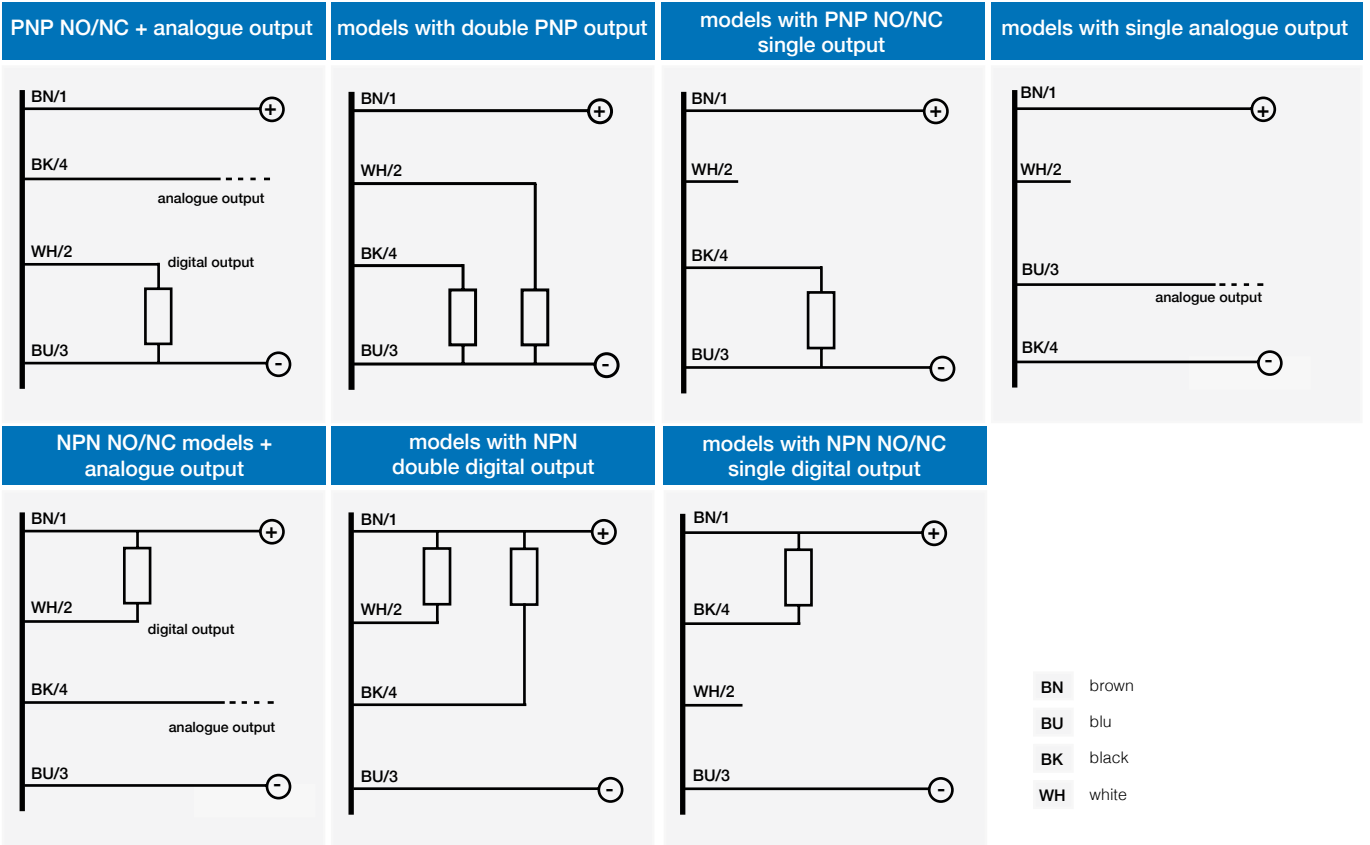 PNP NO/NC + analogue output
BN/1
+
BK/4
analogue output
WH/2
digital output
BU/3
-
models with double PNP output
BN/1
+
WH/2
BK/4
BU/3
-
models with PNP NO/NC
single output
BN/1
+
WH/2
BK/4
BU/3
-
models with single analogue output
BN/1
+
WH/2
BU/3
analogue output
BK/4
-
NPN NO/NC models +
analogue output
BN/1
+
WH/2
digital output
BK/4
analogue output
BU/3
-
models with NPN
double digital output
BN/1
+
WH/2
BK/4
BU/3
-
models with NPN NO/NC
single digital output
BN/1
+
BK/4
WH/2
BU/3
-
BN brown
BU blu
BK black
WH white